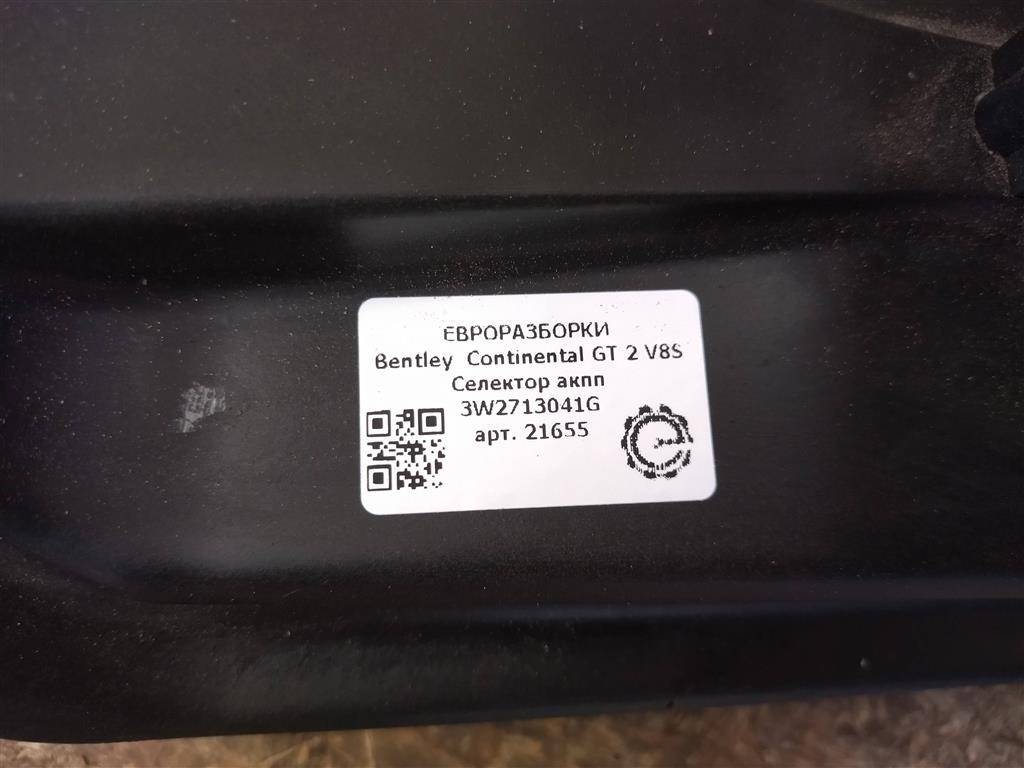 ЕВРОРАЗБОРКИ
Bentley Continental GT 2 V8S
Селектор акпп
3W2713041G
арт. 21655